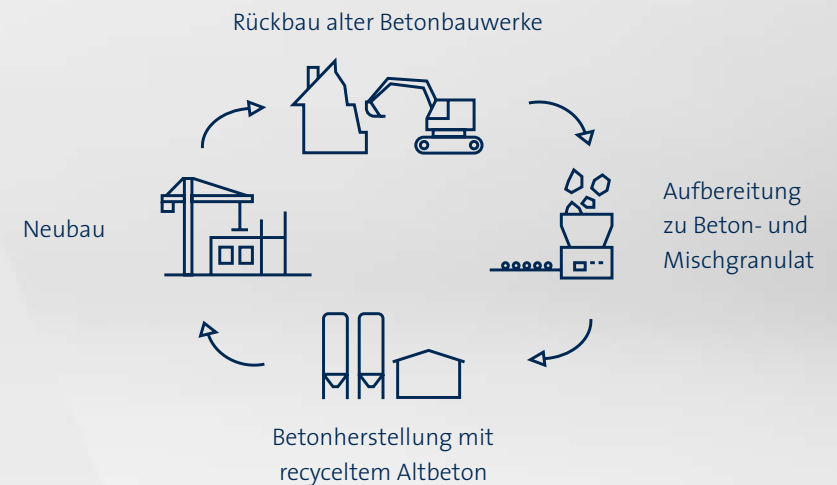 Rückbau alter Betonbauwerke
Aufbereitung
zu Beton- und
Mischgranulat
Neubau
Betonherstellung mit
recyceltem Altbeton